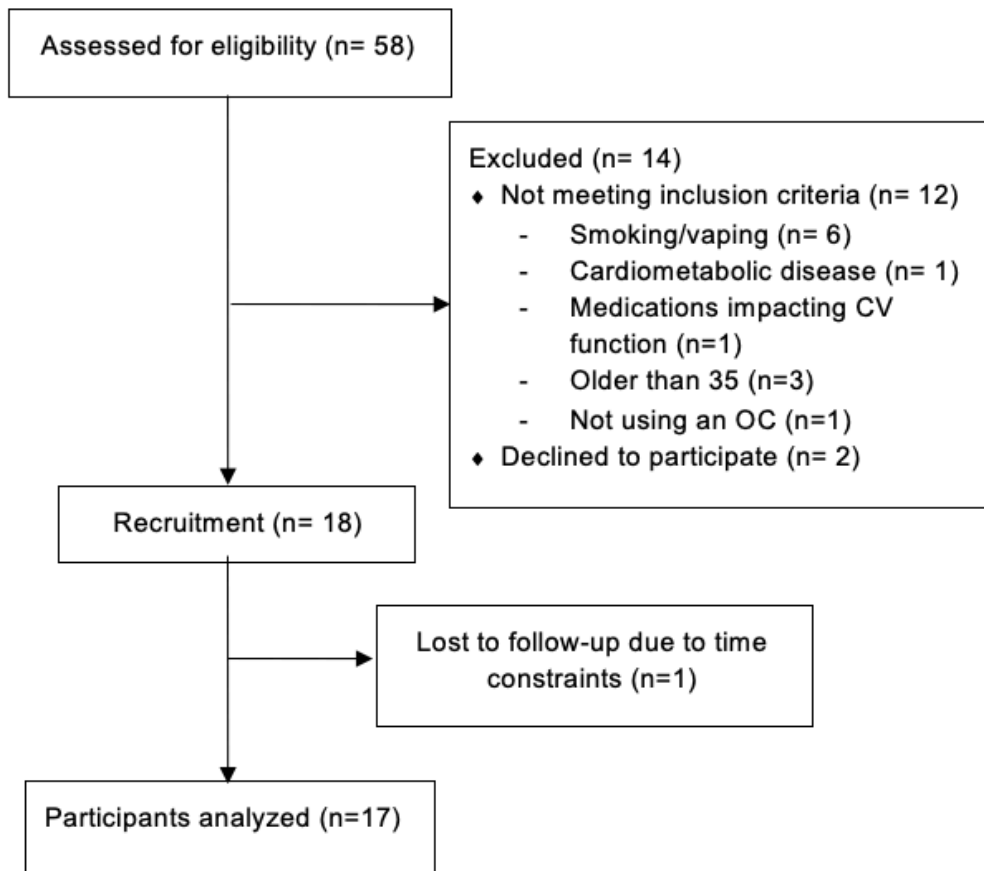 Assessed for eligibility (n= 58)
Excluded (n= 14)
♦ Not meeting inclusion criteria (n= 12)
- Smoking/vaping (n= 6)
- Cardiometabolic disease (n= 1)
- Medications impacting CV
function (n=1)
- Older than 35 (n=3)
- Not using an OC (n=1)
♦ Declined to participate (n= 2)
Recruitment (n= 18)
Lost to follow-up due to time
constraints (n=1)
Participants analyzed (n=17)